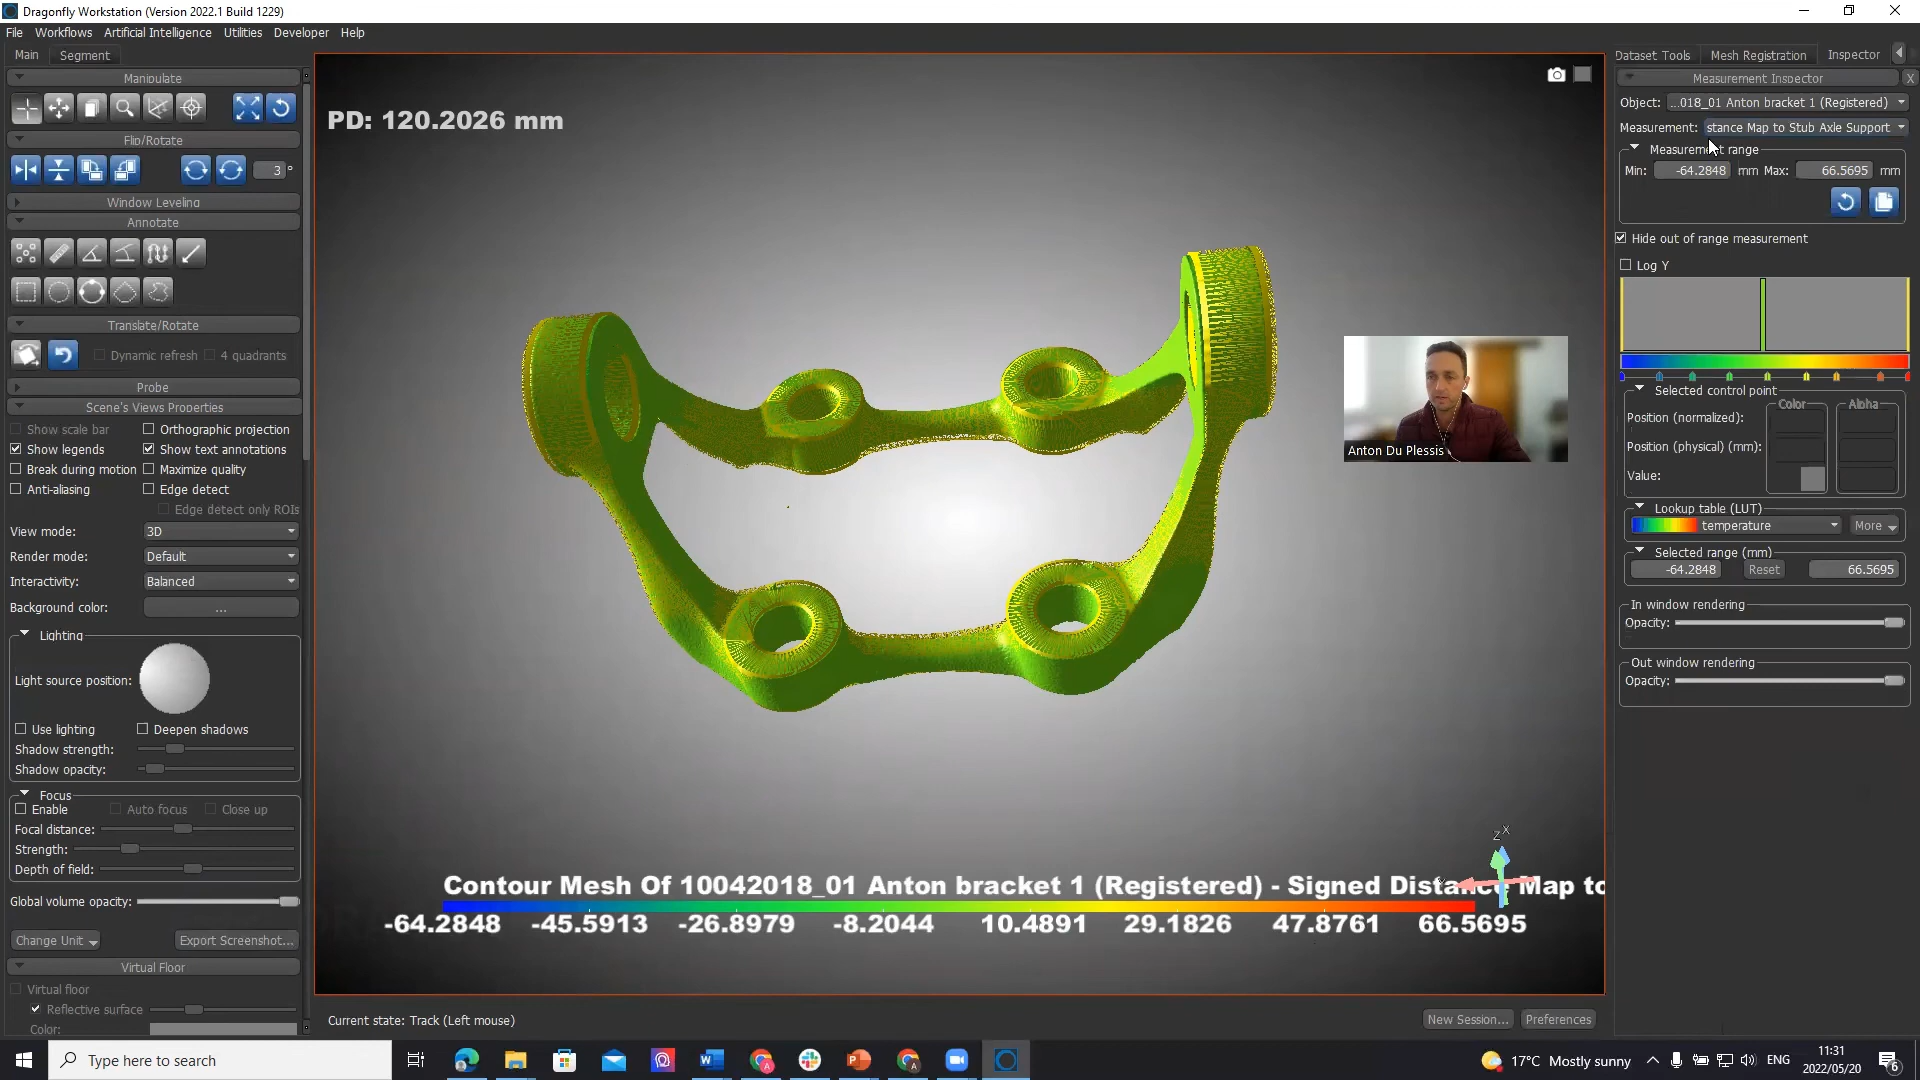 Dragonfly Workstation (Version 2022.1 Build 1229)
File Workflows Artificial Intelligence Utilities Developer Help
Main Segment
Manipulate
Flip/Rotate
3 °
Window Leveling
Annotate
Translate/Rotate
Dynamic refresh 4 quadrants
Probe
Scene's Views Properties
Show scale bar Orthographic projection
Show legends Show text annotations
Break during motion Maximize quality
Anti-aliasing Edge detect
Edge detect only ROIs
View mode: 3D
Render mode: Default
Interactivity: Balanced
Background color: ...
Lighting
Light source position:
Use lighting Deepen shadows
Shadow strength:
Shadow opacity:
Focus
Enable Auto focus Close up
Focal distance:
Strength:
Depth of field:
Global volume opacity:
Change Unit Export Screenshot...
Virtual Floor
Virtual floor
Reflective surface
Color:
PD: 120.2026 mm
Anton Du Plessis
Z X
Contour Mesh Of 10042018_01 Anton bracket 1 (Registered) - Signed Distance Map to
-64.2848 -45.5913 -26.8979 -8.2044 10.4891 29.1826 47.8761 66.5695
Current state: Track (Left mouse)
New Session... Preferences
Dataset Tools Mesh Registration Inspector
Measurement Inspector X
Object: ...018_01 Anton bracket 1 (Registered)
Measurement: stance Map to Stub Axle Support
Measurement range
Min: -64.2848 mm Max: 66.5695 mm
Hide out of range measurement
Log Y
Selected control point
Color Alpha
Position (normalized):
Position (physical) (mm):
Value:
Lookup table (LUT)
temperature More
Selected range (mm)
-64.2848 Reset 66.5695
In window rendering
Opacity:
Out window rendering
Opacity:
Type here to search
17°C Mostly sunny
ENG
11:31
2022/05/20
6